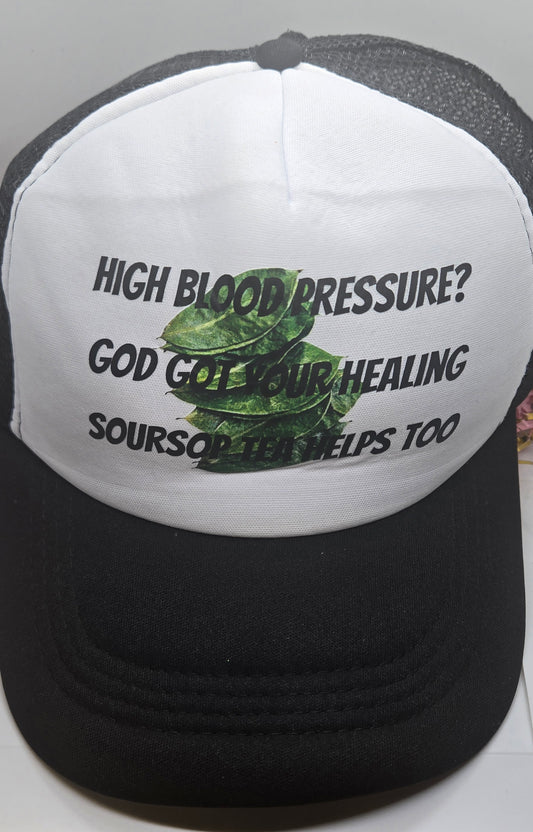 HIGH BLOOD PRESSURE?
GOD GOT YOUR HEALING
SOURSOP TEA HELPS TOO